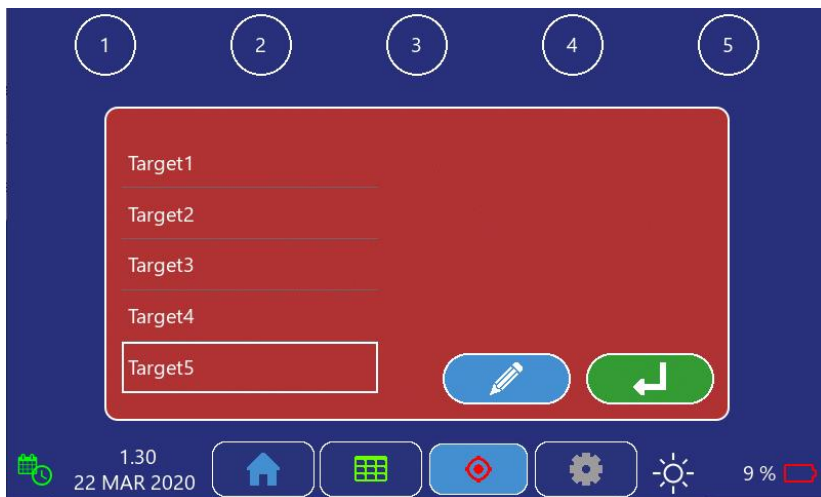 1 2 3 4 5
Target1
Target2
Target3
Target4
Target5
1.30
22 MAR 2020
9 %